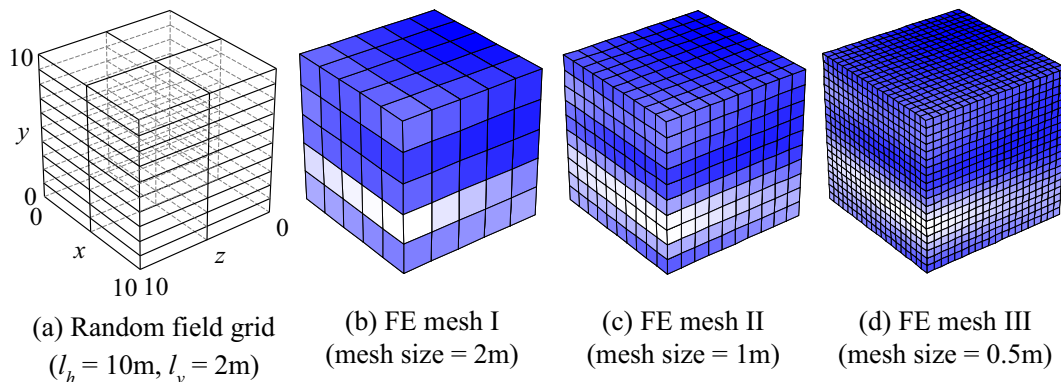 10
y
0
0
x
z
0
10 10
(a) Random field grid
(l_h = 10m, l_v = 2m)
(b) FE mesh I
(mesh size = 2m)
(c) FE mesh II
(mesh size = 1m)
(d) FE mesh III
(mesh size = 0.5m)